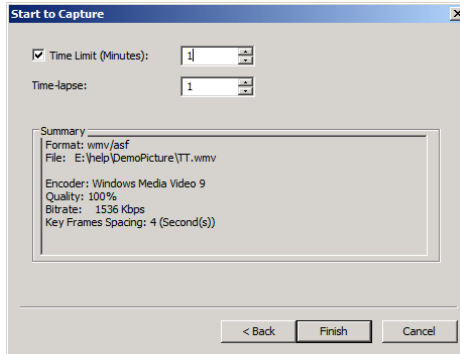 Start to Capture
Time Limit (Minutes): 1
Time-lapse: 1
Summary
Format: wmv/asf
File: E:\help\DemoPicture\TT.wmv
Encoder: Windows Media Video 9
Quality: 100%
Bitrate: 1536 Kbps
Key Frames Spacing: 4 (Second(s))
< Back Finish Cancel